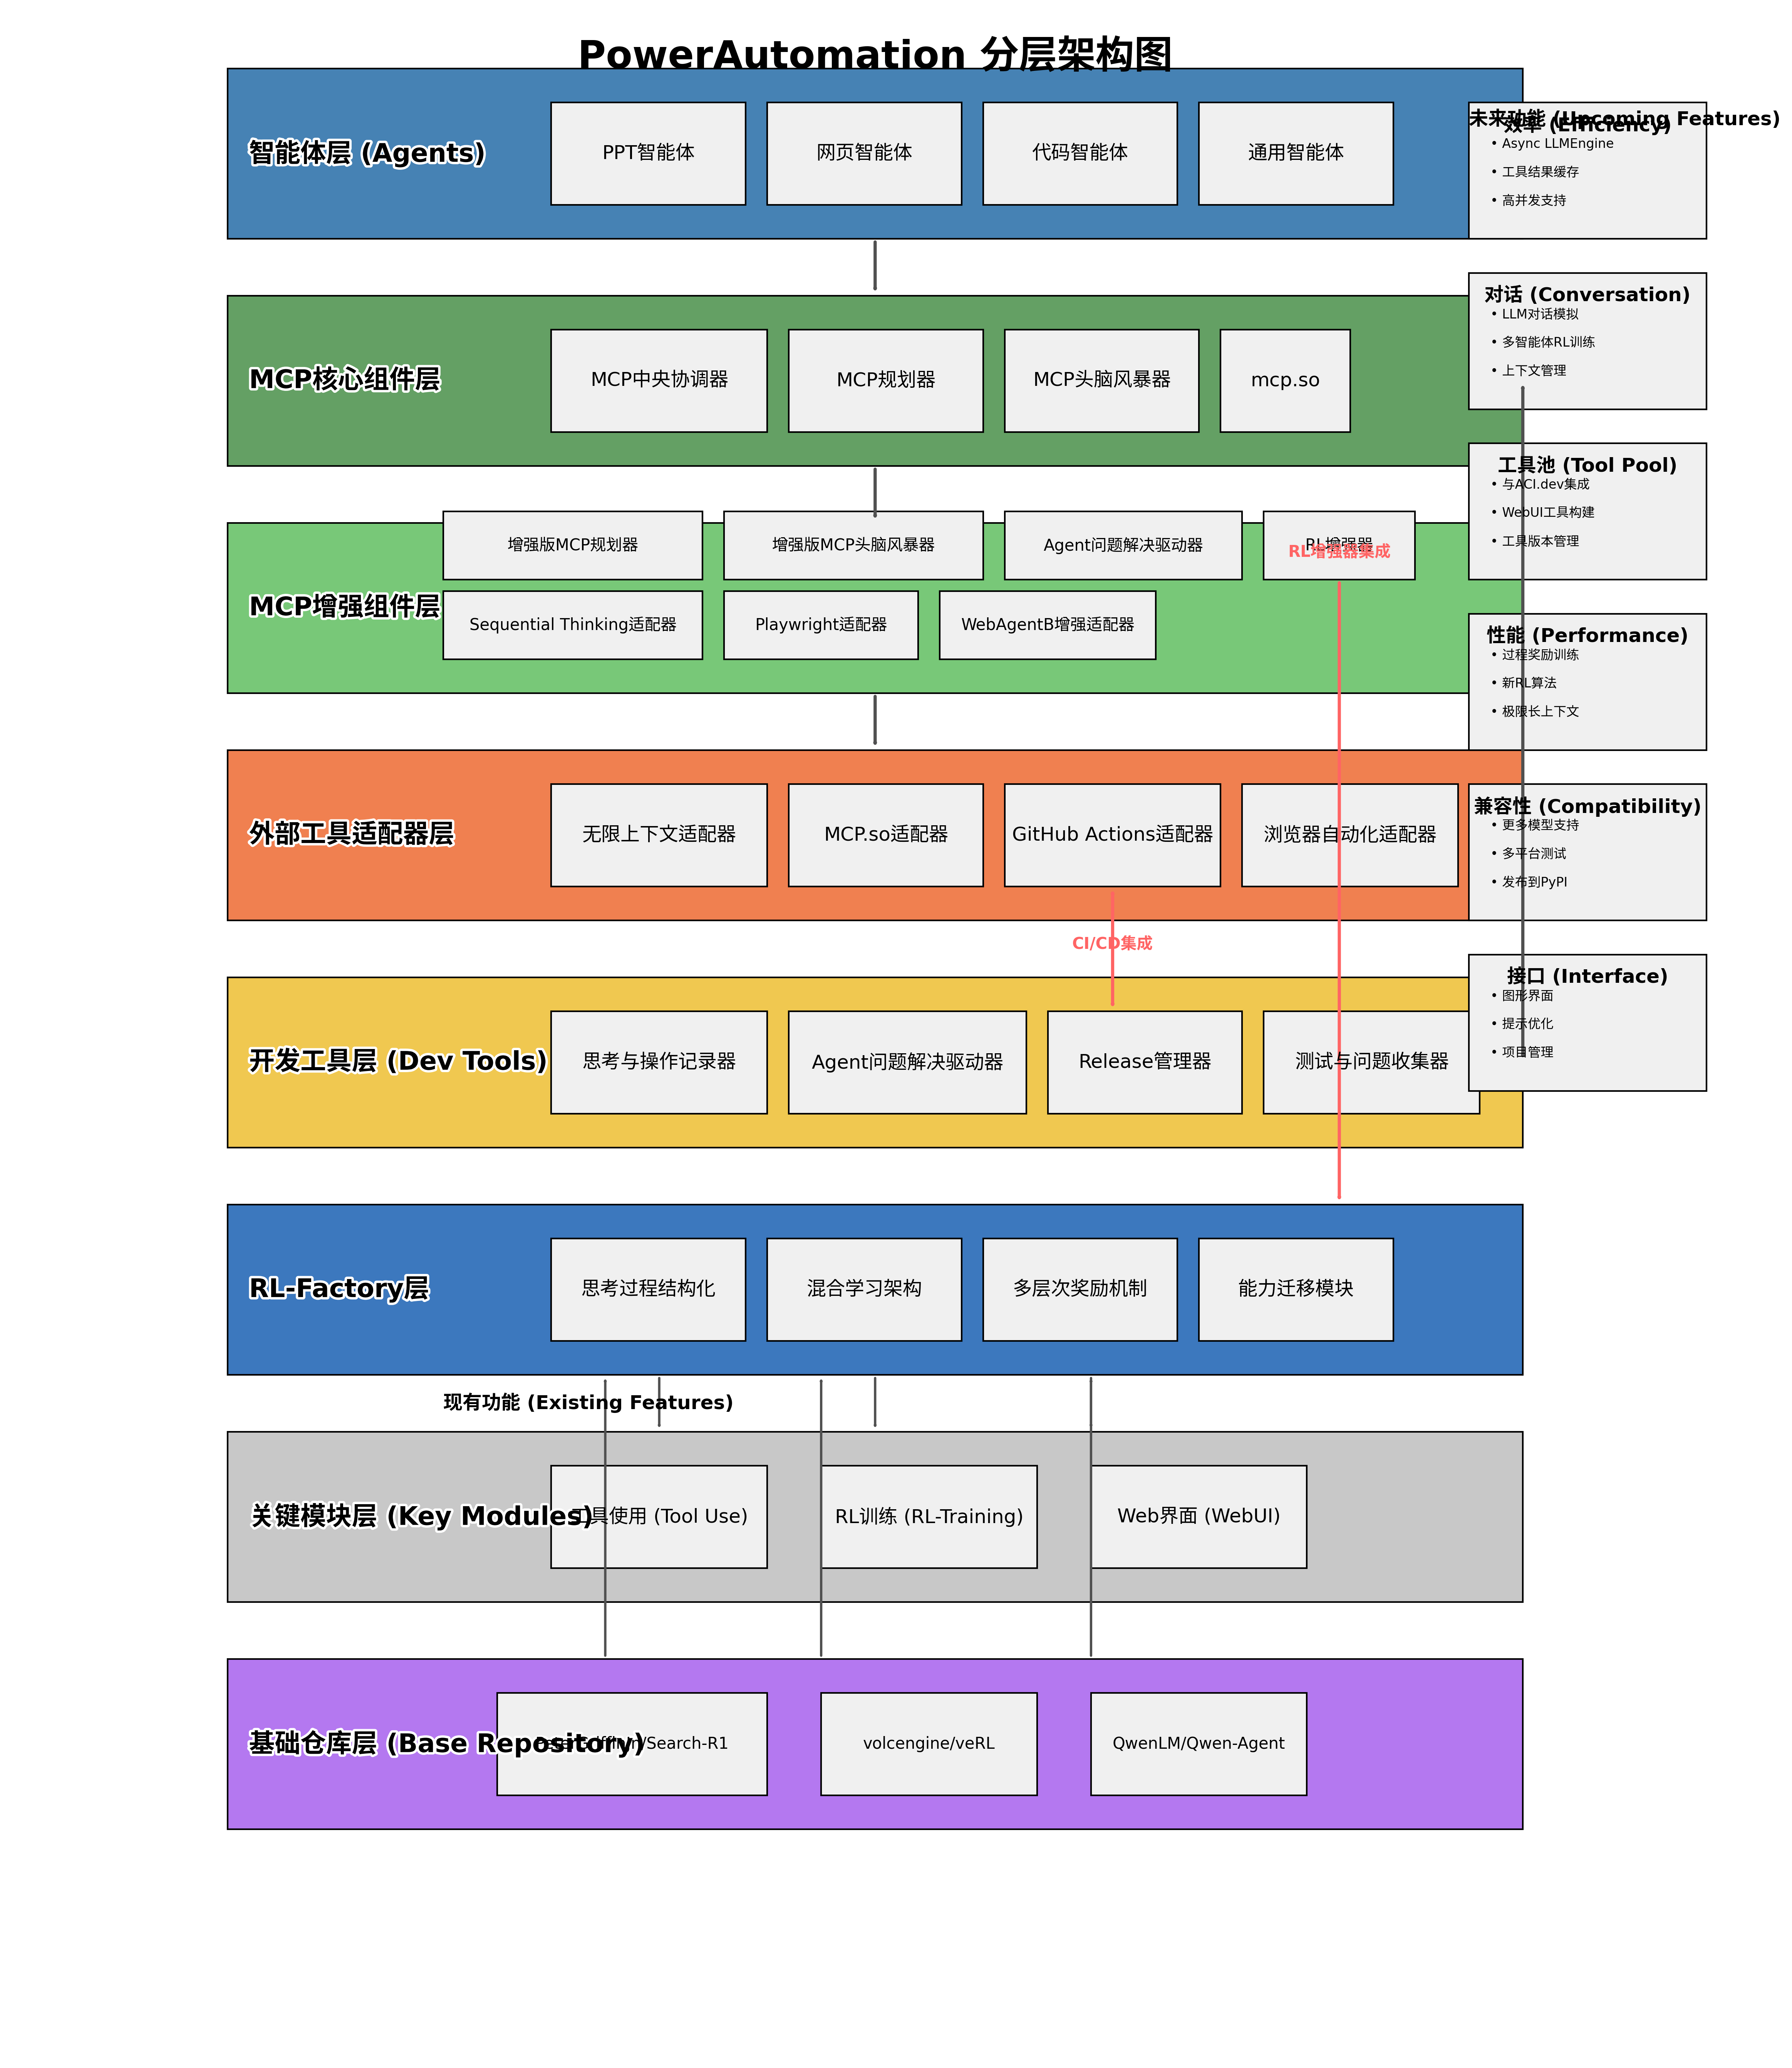 PowerAutomation 分层架构图
智能体层 (Agents)
PPT智能体
网页智能体
代码智能体
通用智能体
未来功能 (Upcoming Features)
效率 (Efficiency)
• Async LLMEngine
• 工具结果缓存
• 高并发支持
MCP核心组件层
MCP中央协调器
MCP规划器
MCP头脑风暴器
mcp.so
对话 (Conversation)
• LLM对话模拟
• 多智能体RL训练
• 上下文管理
MCP增强组件层
增强版MCP规划器
增强版MCP头脑风暴器
Agent问题解决驱动器
RL增强器
RL增强器集成
Sequential Thinking适配器
Playwright适配器
WebAgentB增强适配器
工具池 (Tool Pool)
• 与ACI.dev集成
• WebUI工具构建
• 工具版本管理
性能 (Performance)
• 过程奖励训练
• 新RL算法
• 极限长上下文
外部工具适配器层
无限上下文适配器
MCP.so适配器
GitHub Actions适配器
浏览器自动化适配器
兼容性 (Compatibility)
• 更多模型支持
• 多平台测试
• 发布到PyPI
CI/CD集成
开发工具层 (Dev Tools)
思考与操作记录器
Agent问题解决驱动器
Release管理器
测试与问题收集器
接口 (Interface)
• 图形界面
• 提示优化
• 项目管理
RL-Factory层
思考过程结构化
混合学习架构
多层次奖励机制
能力迁移模块
现有功能 (Existing Features)
关键模块层 (Key Modules)
工具使用 (Tool Use)
RL训练 (RL-Training)
Web界面 (WebUI)
基础仓库层 (Base Repository)
/Search-R1
volcengine/veRL
QwenLM/Qwen-Agent